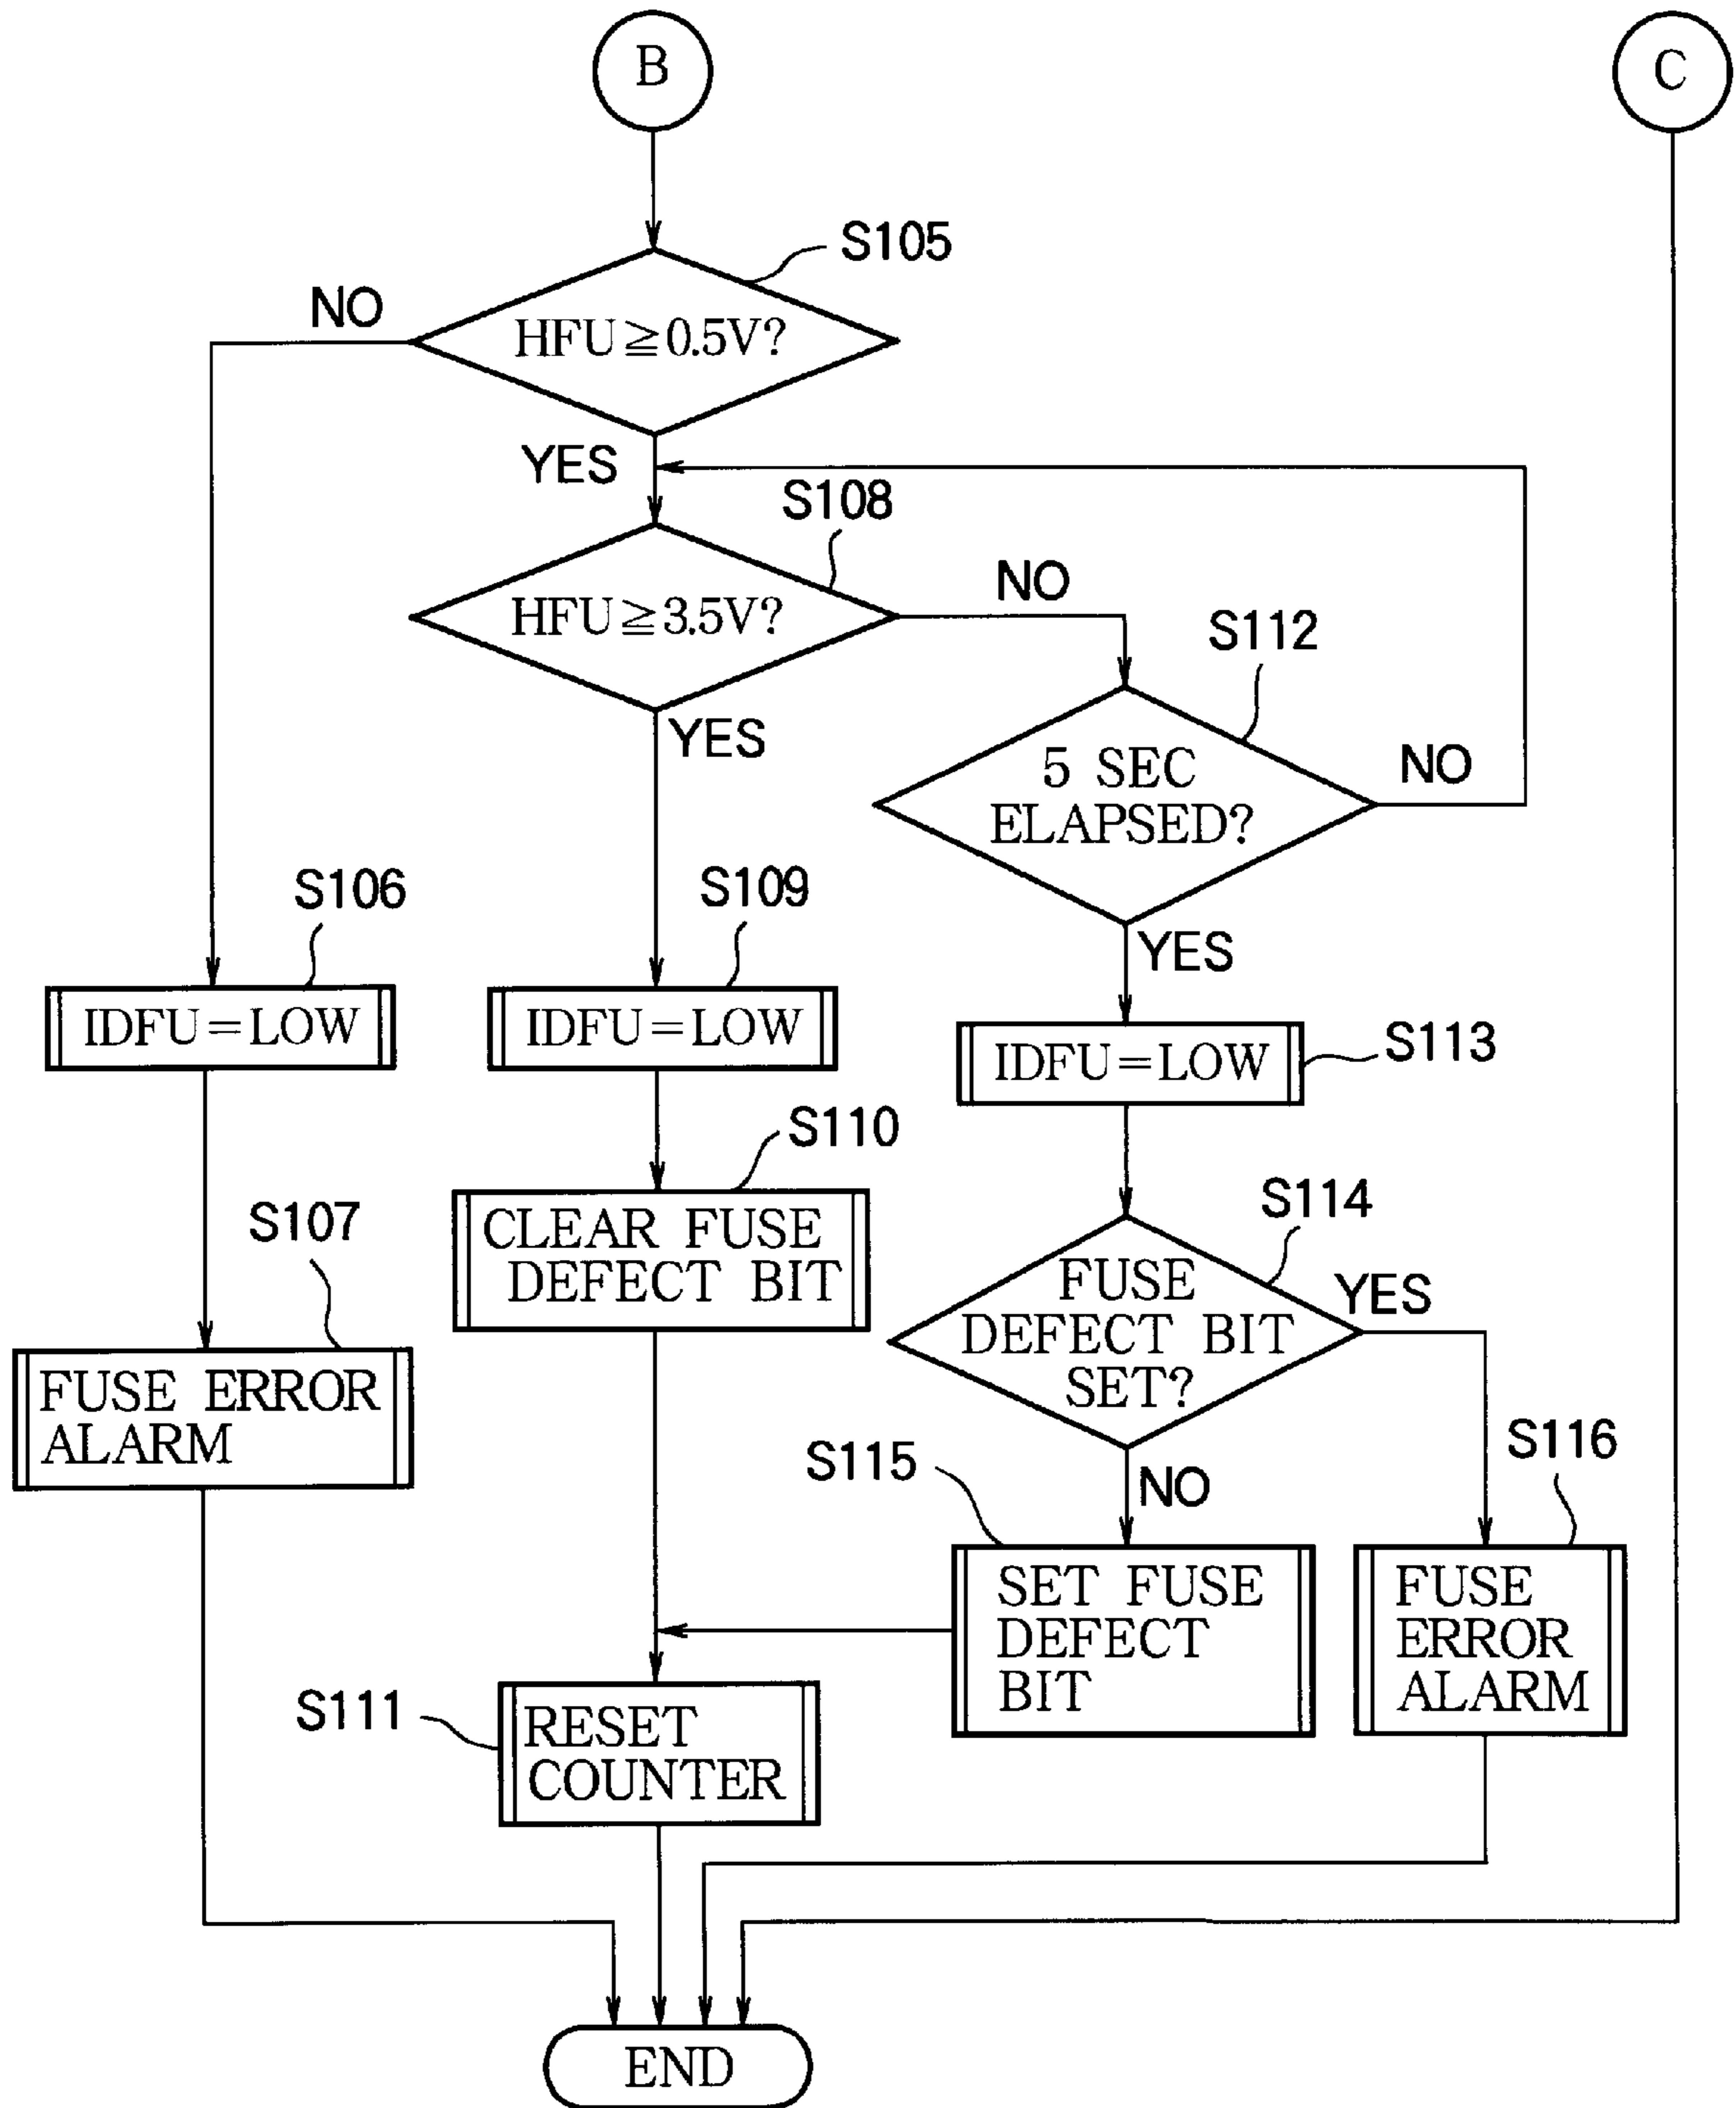 B
C
S105
NO
HFU≧0.5V?
YES
S108
NO
HFU≧3.5V?
S112
YES
5 SEC
ELAPSED?
NO
S106
S109
YES
IDFU=LOW
IDFU=LOW
IDFU=LOW
S113
S110
S107
CLEAR FUSE
DEFECT BIT
S114
FUSE
DEFECT BIT
SET?
YES
FUSE ERROR
ALARM
S115
NO
S116
SET FUSE
DEFECT
BIT
FUSE
ERROR
ALARM
S111
RESET
COUNTER
END